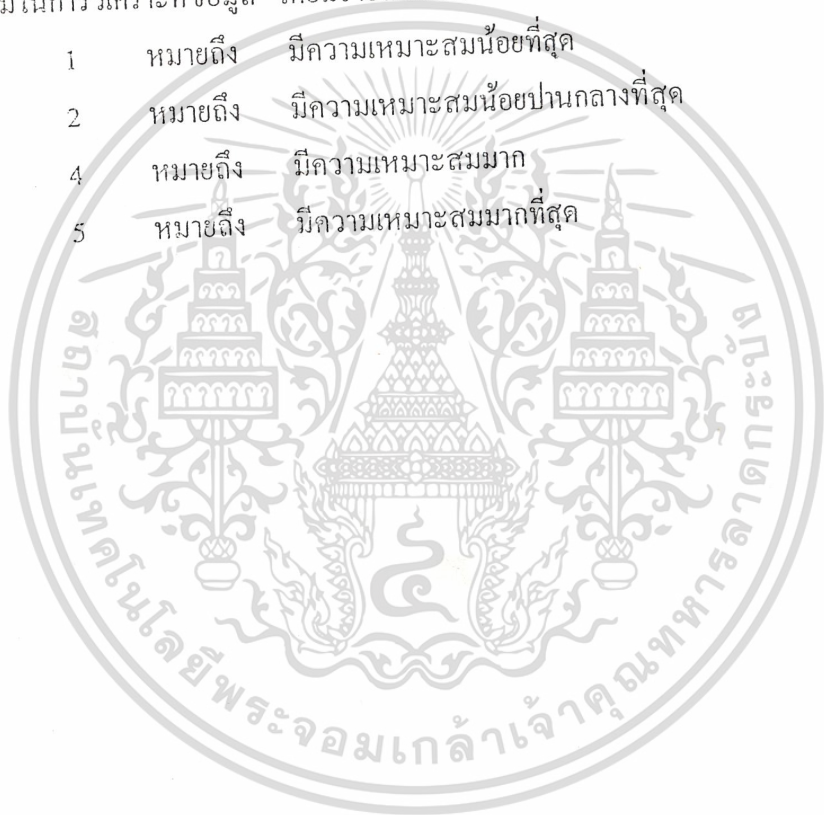 ในการวิเคราะห์ข้อมูล
1 หมายถึง มีความเหมาะสมน้อยที่สุด
2 หมายถึง มีความเหมาะสมน้อยปานกลางที่สุด
4 หมายถึง มีความเหมาะสมมาก
5 หมายถึง มีความเหมาะสมมากที่สุด
สถาบันเทคโนโลยีพระจอมเกล้าเจ้าคุณทหารลาดกระบัง